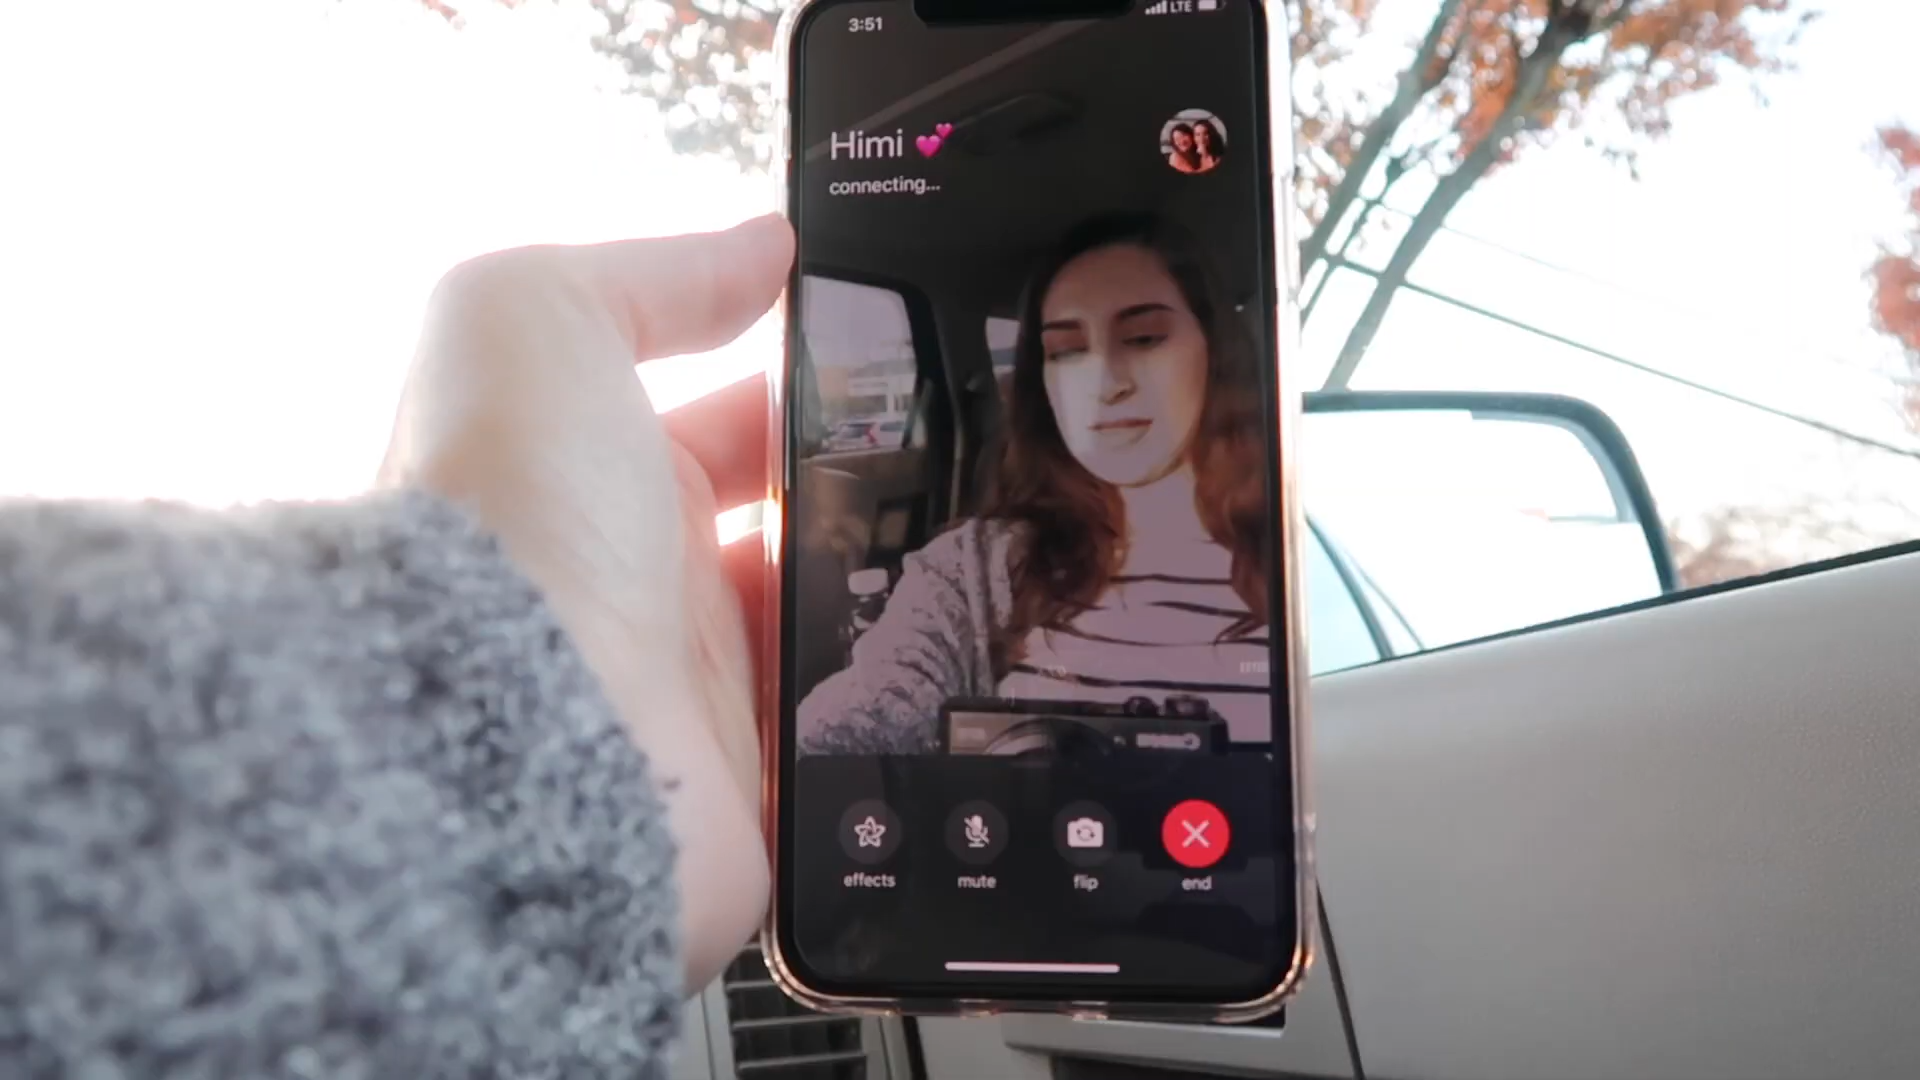 3:51
LTE
Himi 💕
connecting...
effects
mute
flip
end